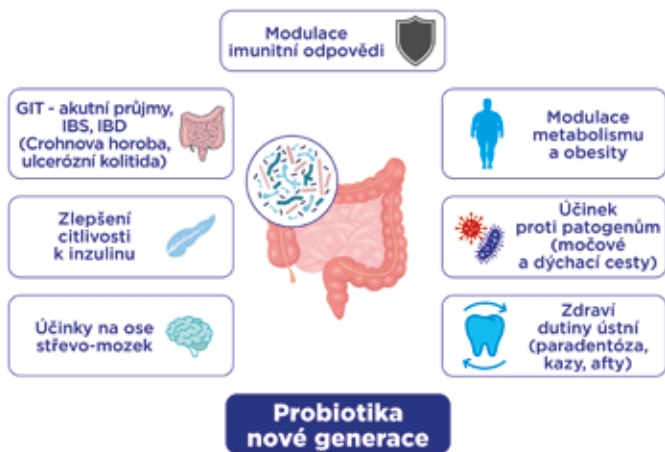 Modulace
imunitní odpovědi
GIT - akutní průjmy,
IBS, IBD
(Crohnova horoba,
ulcerózní kolitida)
Zlepšení
citlivosti
k inzulinu
Účinky na ose
střevo-mozek
Modulace
metabolismu
a obesity
Účinek
proti patogenům
(močové
a dýchací cesty)
Zdraví
dutiny ústní
(paradentóza,
kazy, afty)
Probiotika
nové generace